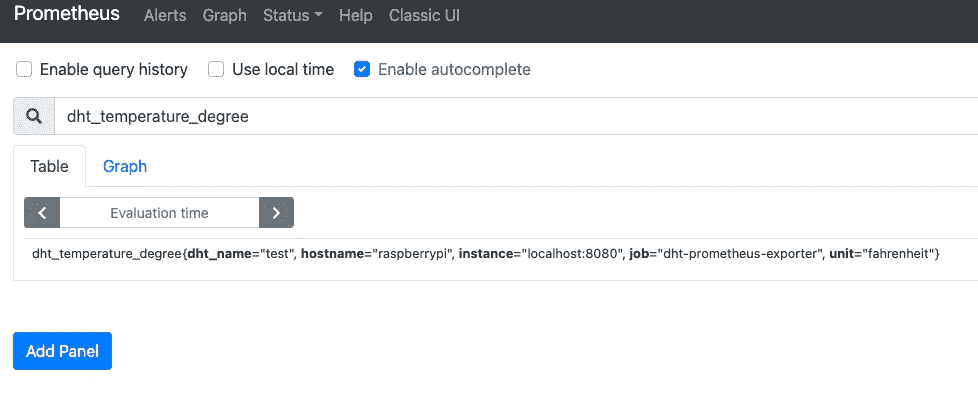 Prometheus Alerts Graph Status Help Classic UI
Enable query history Use local time Enable autocomplete
dht_temperature_degree
Table Graph
Evaluation time
dht_temperature_degree{dht_name="test", hostname="raspberrypi", instance="localhost:8080", job="dht-prometheus-exporter", unit="fahrenheit"}
Add Panel